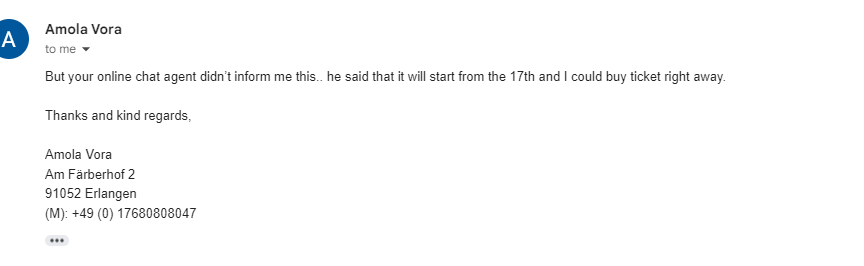 A
Amola Vora
to me
But your online chat agent didn't inform me this.. he said that it will start from the 17th and I could buy ticket right away.
Thanks and kind regards,
Amola Vora
Am Färberhof 2
91052 Erlangen
(M): +49 (0) 17680808047